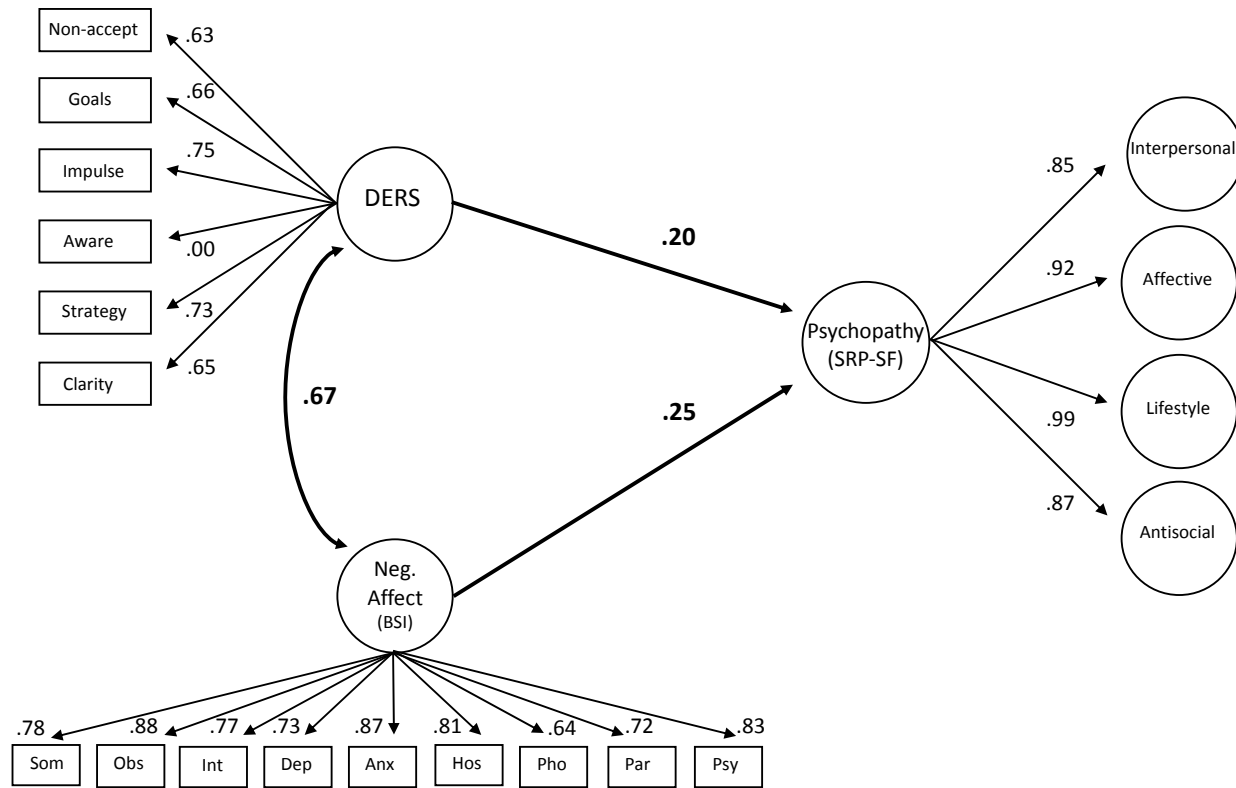 Non-accept
.63
Goals
.66
Impulse
.75
Aware
.00
Strategy
.73
Clarity
.65
DERS
.20
.67
.25
Psychopathy
(SRP-SF)
.85
Interpersonal
.92
Affective
.99
Lifestyle
.87
Antisocial
Neg.
Affect
(BSI)
.78
.88
.77
.73
.87
.81
.64
.72
.83
Som
Obs
Int
Dep
Anx
Hos
Pho
Par
Psy